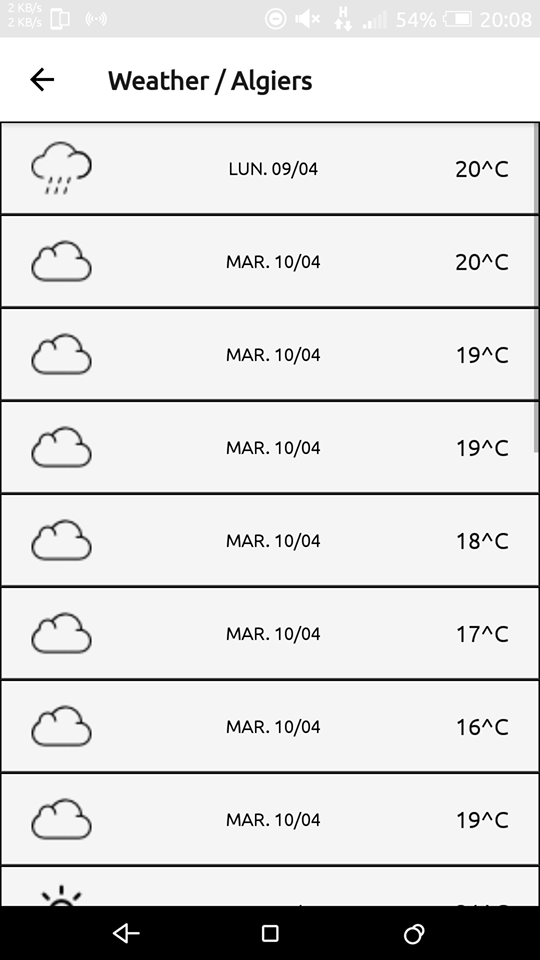 2 KB/s
2 KB/s
H
54%
20:08
Weather / Algiers
LUN. 09/04 20^C
MAR. 10/04 20^C
MAR. 10/04 19^C
MAR. 10/04 19^C
MAR. 10/04 18^C
MAR. 10/04 17^C
MAR. 10/04 16^C
MAR. 10/04 19^C